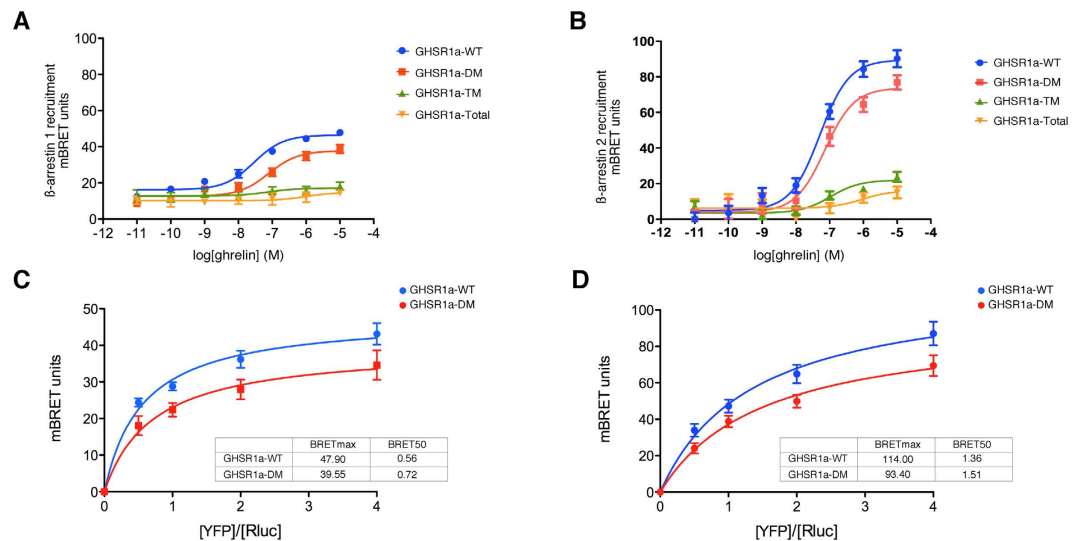 A
ß-arrestin 1 recruitment
mBRET units
100
80
60
40
20
0
-12 -11 -10 -9 -8 -7 -6 -5 -4
log[ghrelin] (M)
GHSR1a-WT
GHSR1a-DM
GHSR1a-TM
GHSR1a-Total
B
ß-arrestin 2 recruitment
mBRET units
100
80
60
40
20
0
-12 -11 -10 -9 -8 -7 -6 -5 -4
log[ghrelin] (M)
GHSR1a-WT
GHSR1a-DM
GHSR1a-TM
GHSR1a-Total
C
mBRET units
50
40
30
20
10
0
0 1 2 3 4
[YFP]/[Rluc]
GHSR1a-WT
GHSR1a-DM
BRETmax BRET50
GHSR1a-WT 47.90 0.56
GHSR1a-DM 39.55 0.72
D
mBRET units
100
80
60
40
20
0
0 1 2 3 4
[YFP]/[Rluc]
GHSR1a-WT
GHSR1a-DM
BRETmax BRET50
GHSR1a-WT 114.00 1.36
GHSR1a-DM 93.40 1.51